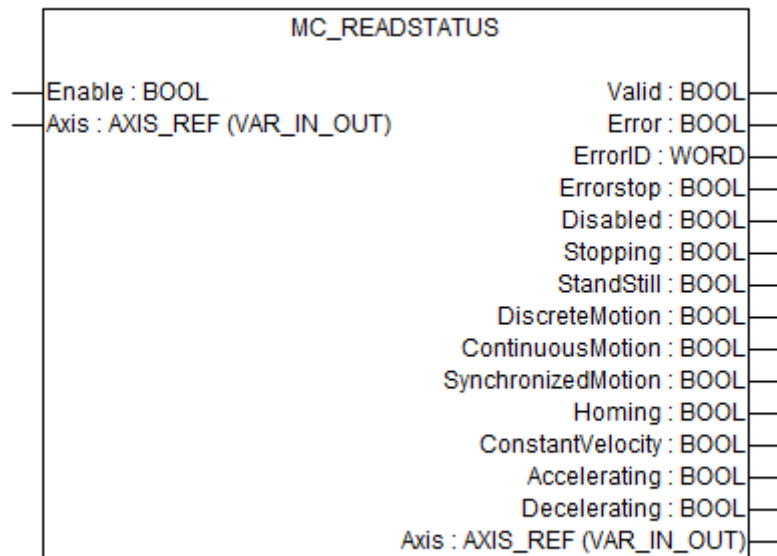 MC_READSTATUS
Enable : BOOL Valid : BOOL
Axis : AXIS_REF (VAR_IN_OUT) Error : BOOL
ErrorID : WORD
Errorstop : BOOL
Disabled : BOOL
Stopping : BOOL
StandStill : BOOL
DiscreteMotion : BOOL
ContinuousMotion : BOOL
SynchronizedMotion : BOOL
Homing : BOOL
ConstantVelocity : BOOL
Accelerating : BOOL
Decelerating : BOOL
Axis : AXIS_REF (VAR_IN_OUT)